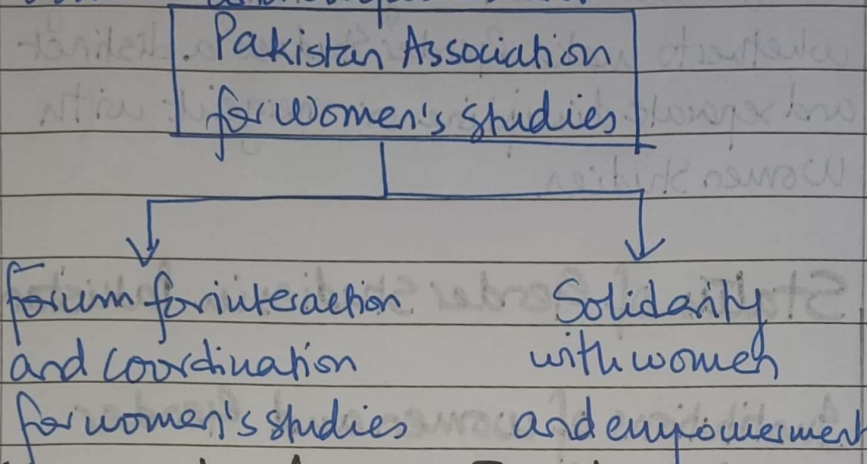 Pakistan Association
for Women's Studies
Forum for interaction
and coordination
for women's studies
Solidarity
with women
and empowerment